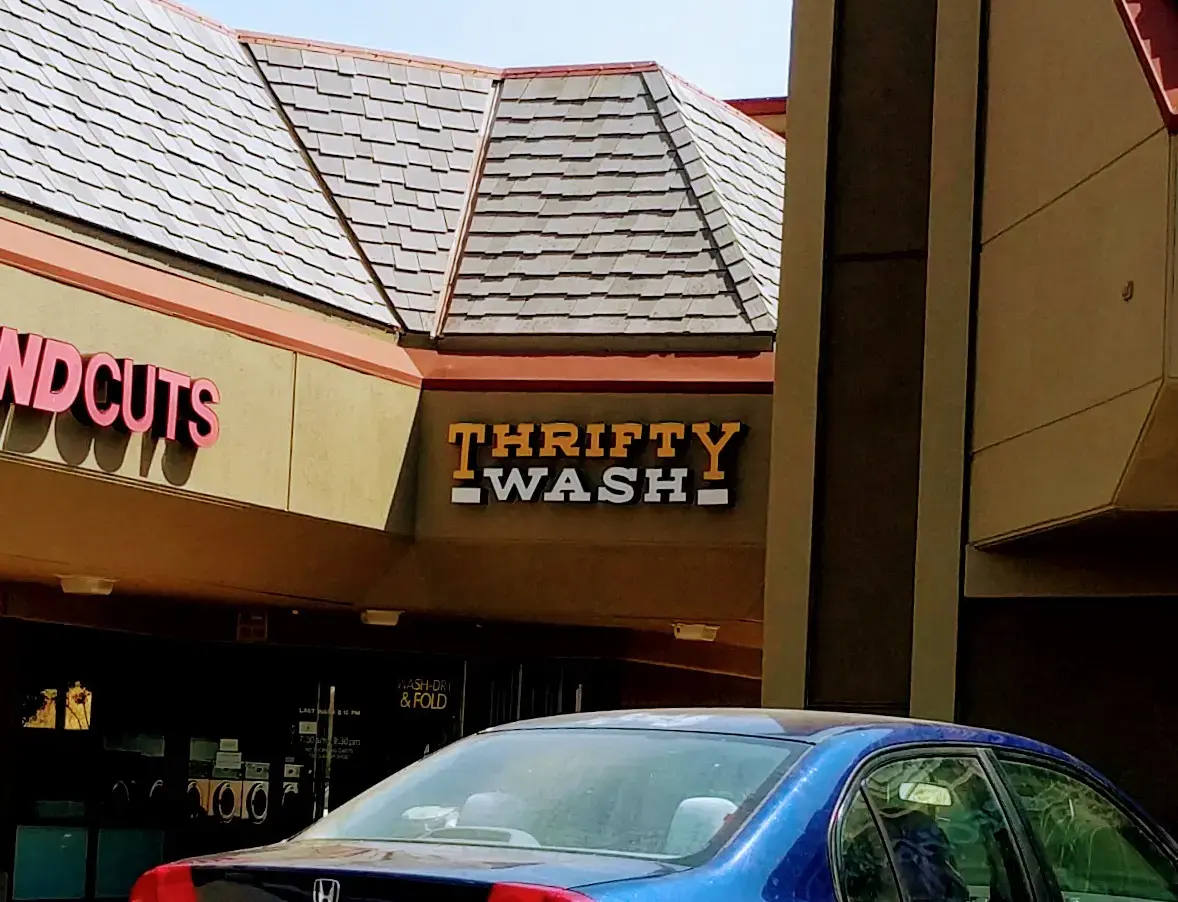 NDCUTS
THRIFTY
WASH
WASH-DRY
& FOLD